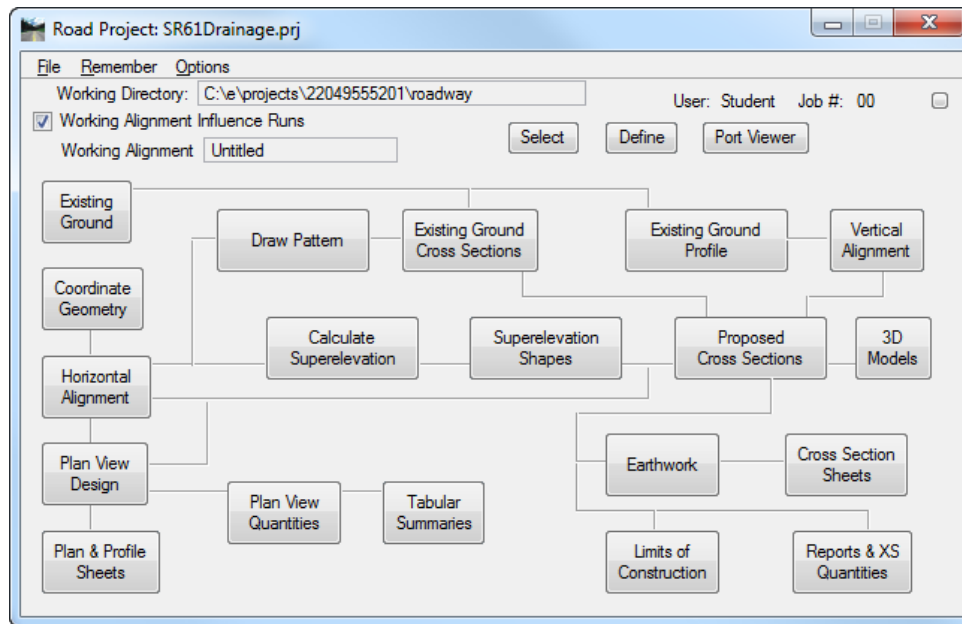 Road Project: SR61Drainage.prj
File Remember Options
Working Directory: C:\e\projects\22049555201\roadway
User: Student Job #: 00
Working Alignment Influence Runs
Working Alignment Untitled
Select Define Port Viewer
Existing
Ground
Draw Pattern
Existing Ground
Cross Sections
Existing Ground
Profile
Vertical
Alignment
Coordinate
Geometry
Calculate
Superelevation
Superelevation
Shapes
Proposed
Cross Sections
3D
Models
Horizontal
Alignment
Plan View
Design
Earthwork
Cross Section
Sheets
Plan View
Quantities
Tabular
Summaries
Plan & Profile
Sheets
Limits of
Construction
Reports & XS
Quantities